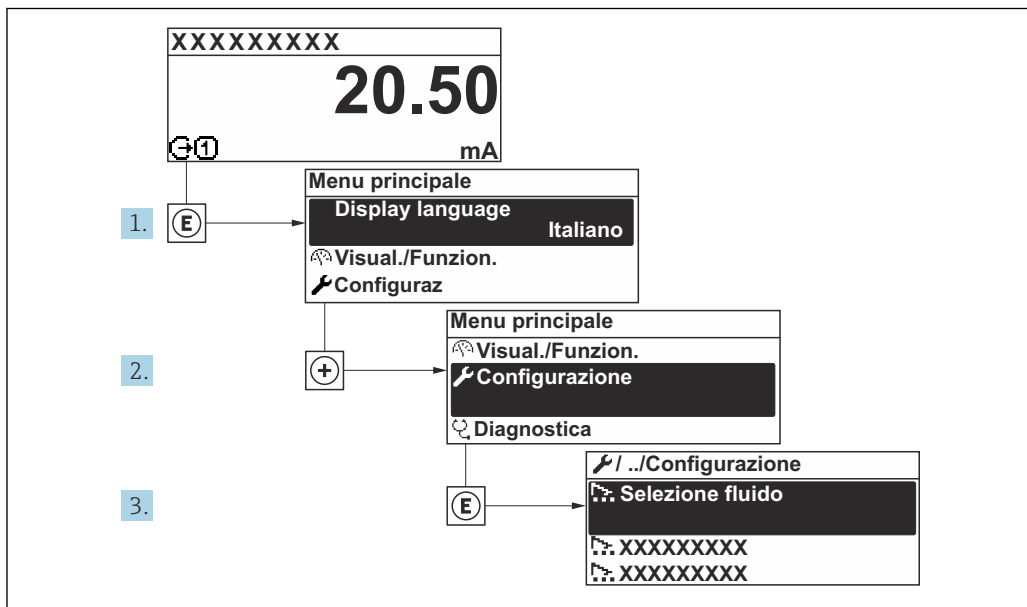 XXXXXXXXX
20.50
1
mA
Menu principale
1.
E
Display language
Italiano
Visual./Funzion.
Configuraz
Menu principale
Visual./Funzion.
2.
+
Configurazione
Diagnostica
/ ../Configurazione
3.
E
Selezione fluido
XXXXXXXXX
XXXXXXXXX